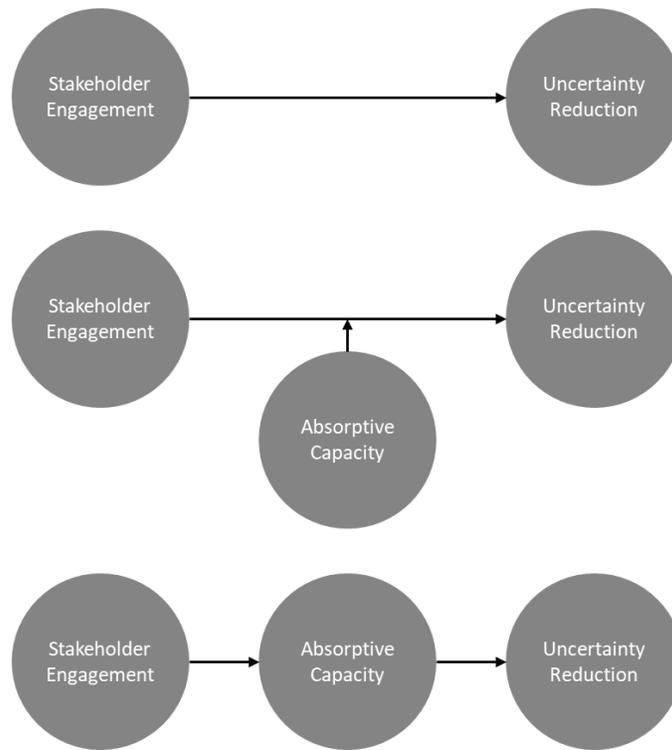 Stakeholder
Engagement
Uncertainty
Reduction
Stakeholder
Engagement
Uncertainty
Reduction
Absorptive
Capacity
Stakeholder
Engagement
Absorptive
Capacity
Uncertainty
Reduction